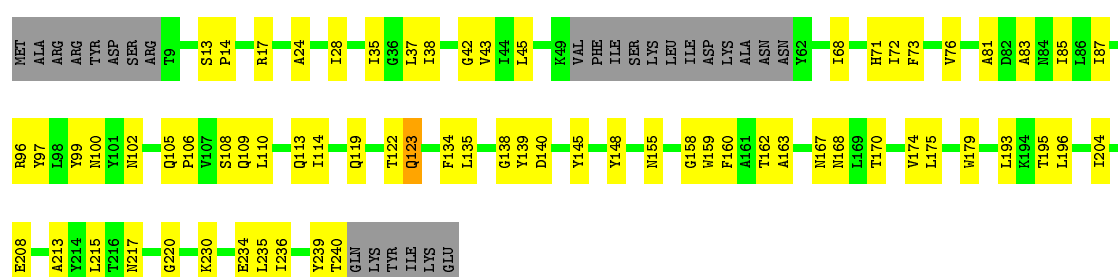 MET ALA ARG ARG TYR ASP SER ARG T9 S13 P14 R17 A24 I28 I35 G36 L37 I38 G42 V43 I44 L45 K49 VAL PHE ILE SER LYS LEU ILE ASP LYS ALA ASN ASN Y62 I68 H71 I72 F73 V76 A81 D82 A83 N84 I85 L86 I87
R96 Y97 L98 Y99 N100 Y101 N102 Q105 P106 V107 S108 Q109 L110 Q113 I114 Q119 T122 Q123 F134 L135 G138 Y139 D140 Y145 Y148 N155 G158 W159 F160 A161 T162 A163 N167 N168 L169 T170 V174 L175 W179 L193 K194 T195 L196 I204
E208 A213 Y214 L215 T216 N217 G220 K230 E234 L235 I236 Y239 T240 GLN LYS TYR ILE LYS GLU